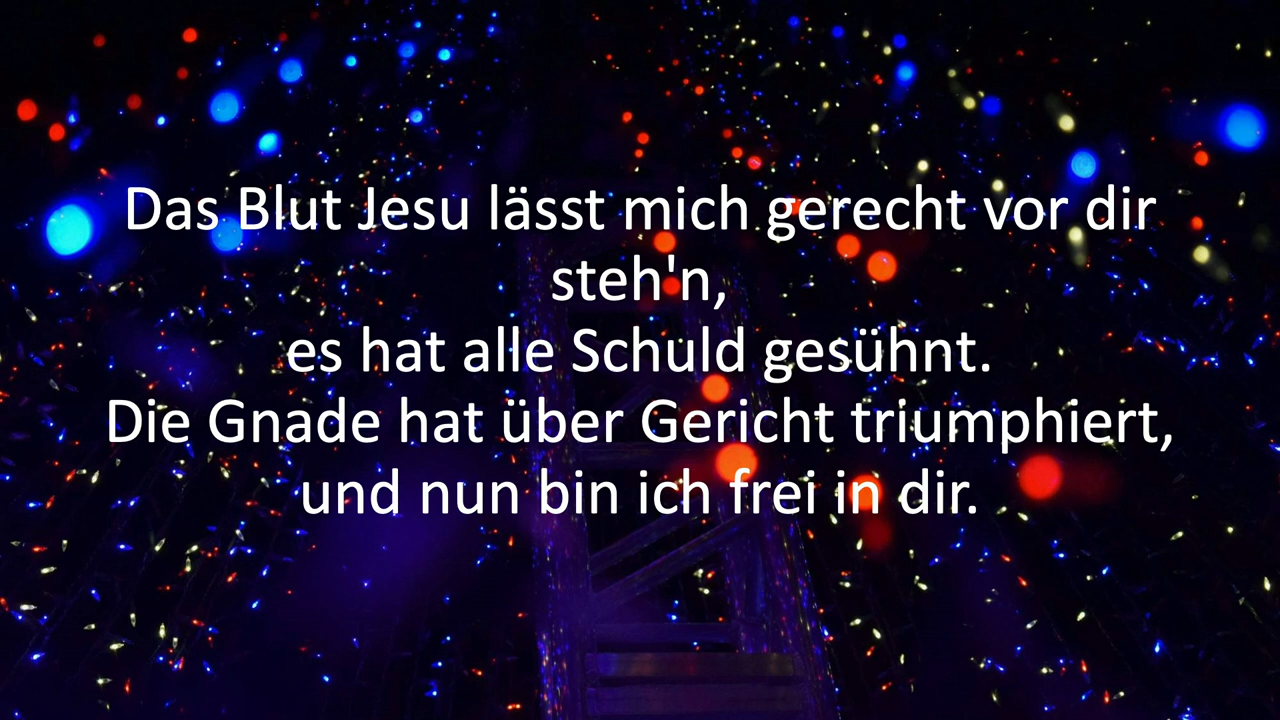 Das Blut Jesu lässt mich gerecht vor dir
steh'n,
es hat alle Schuld gesühnt.
Die Gnade hat über Gericht triumphiert,
und nun bin ich frei in dir.